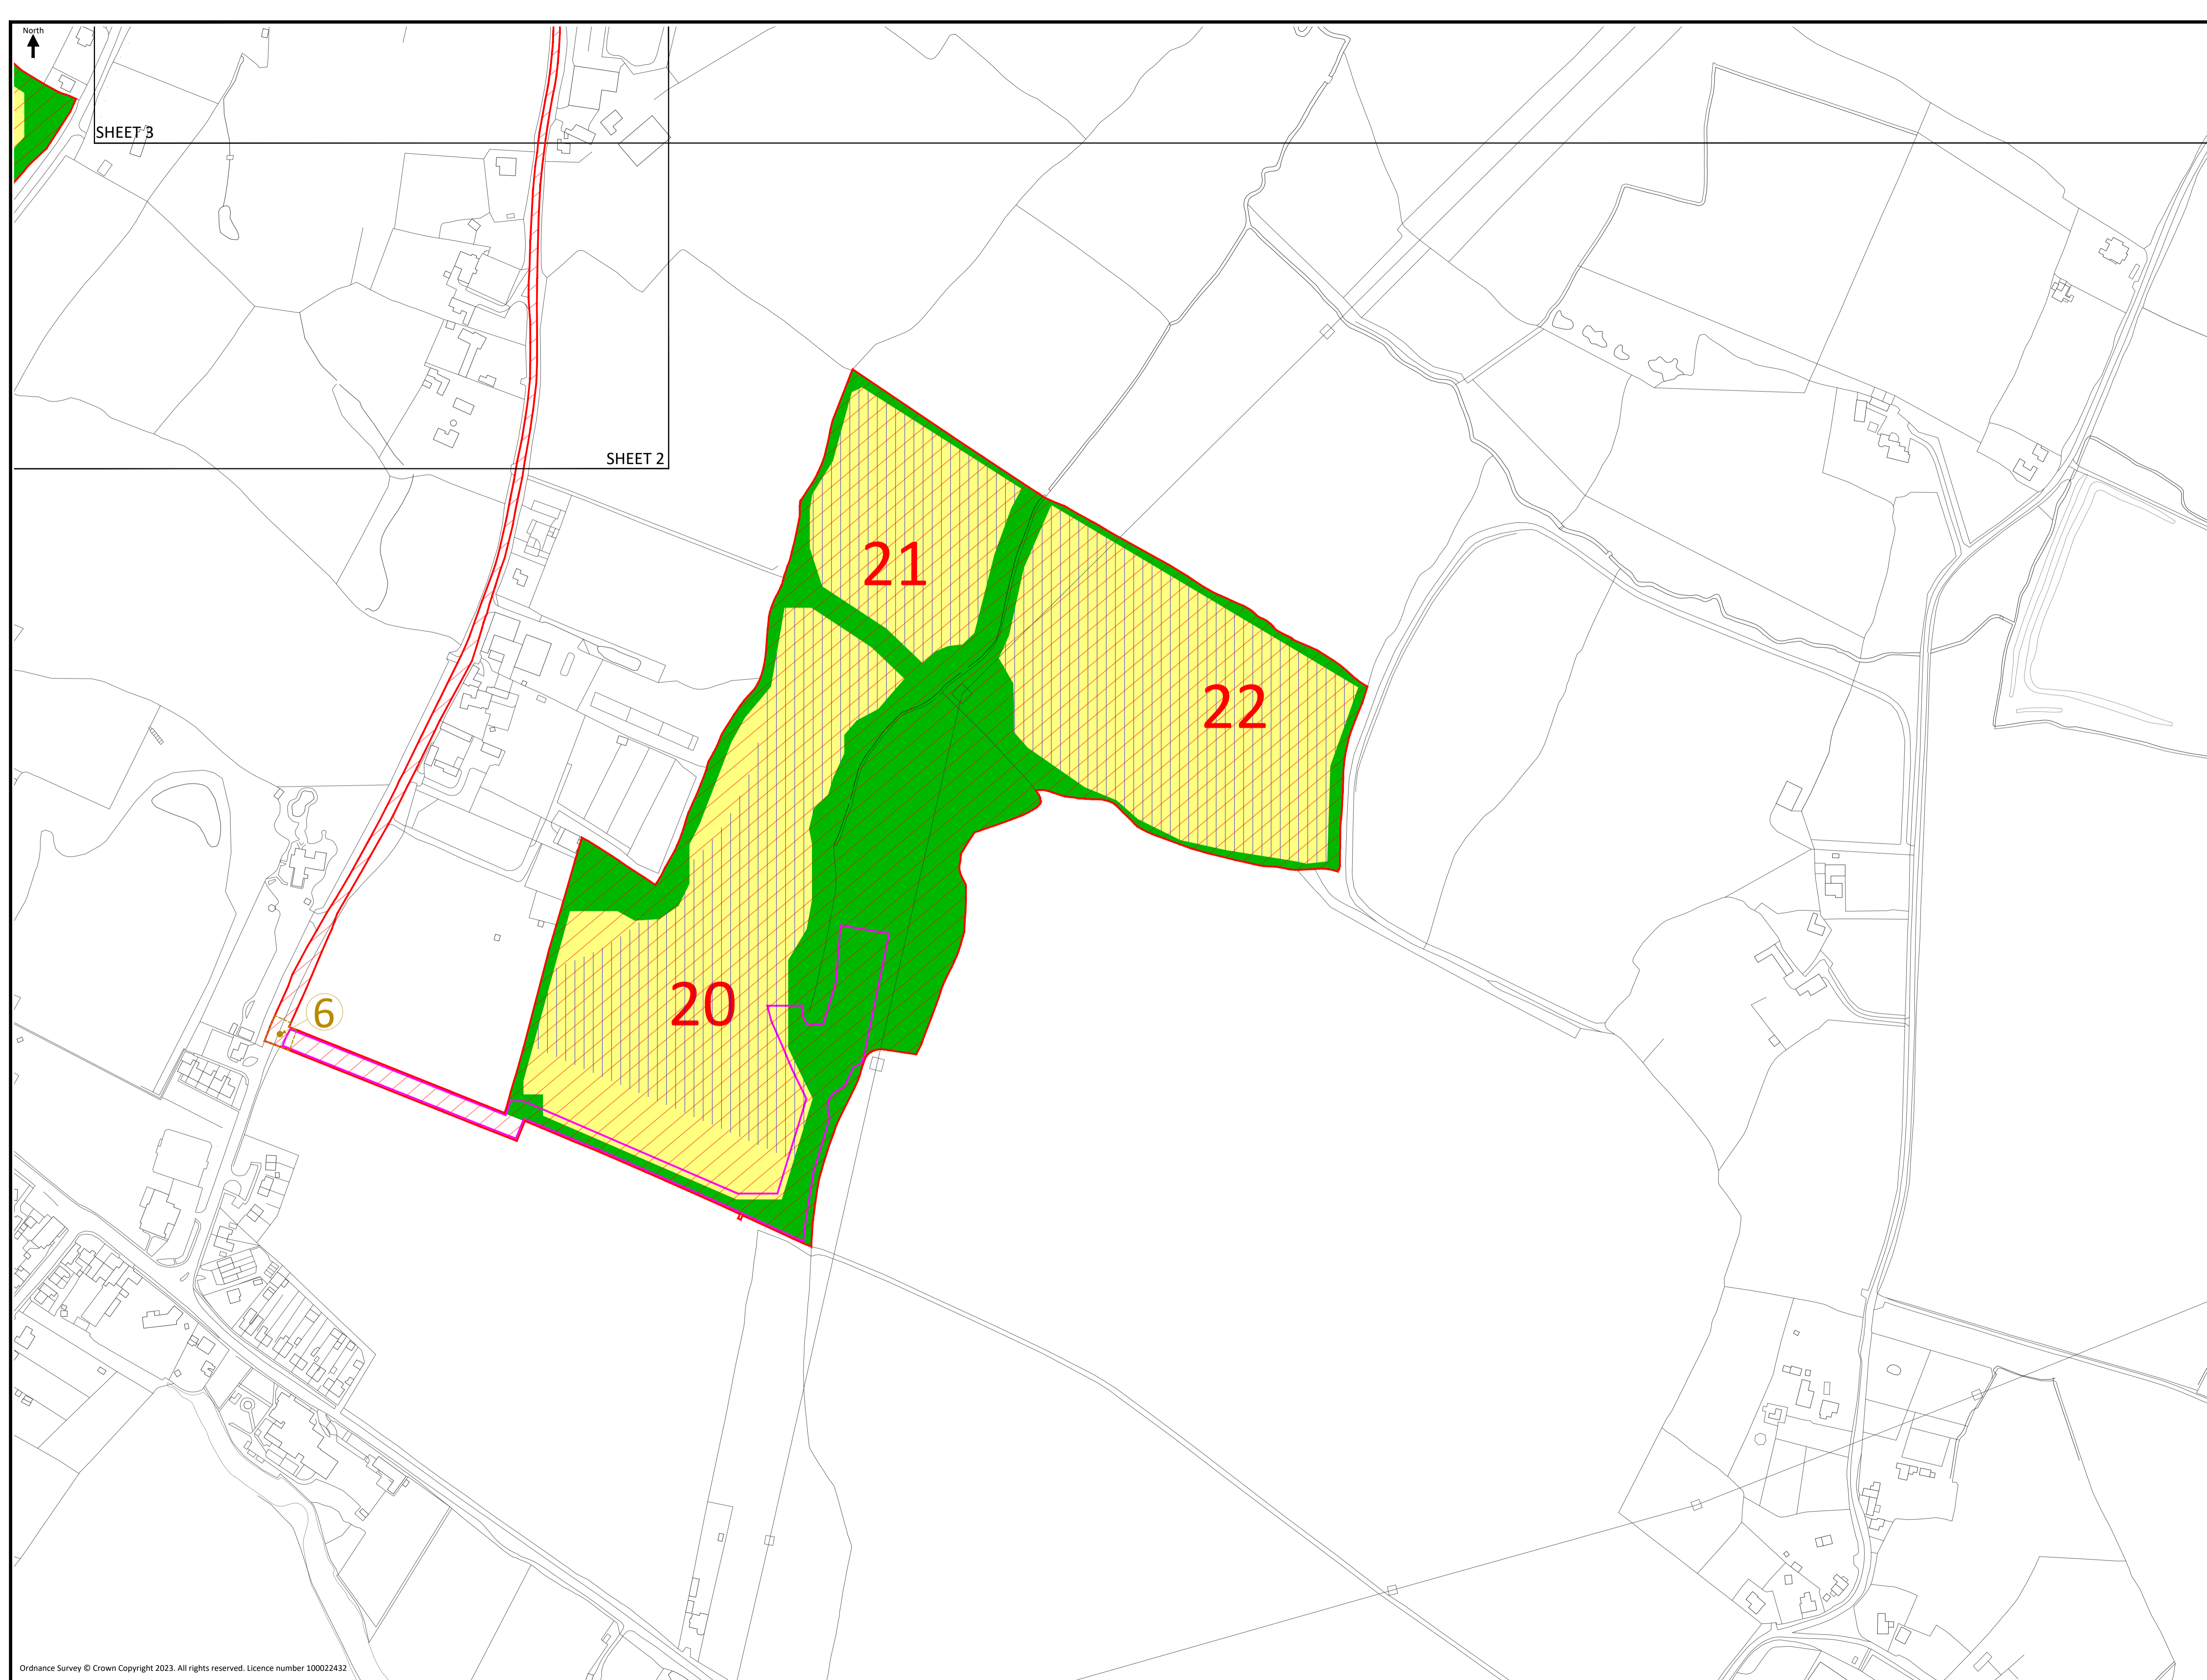 North
SHEET 3
SHEET 2
21
22
20
6
Ordnance Survey © Crown Copyright 2023. All rights reserved. Licence number 100022432